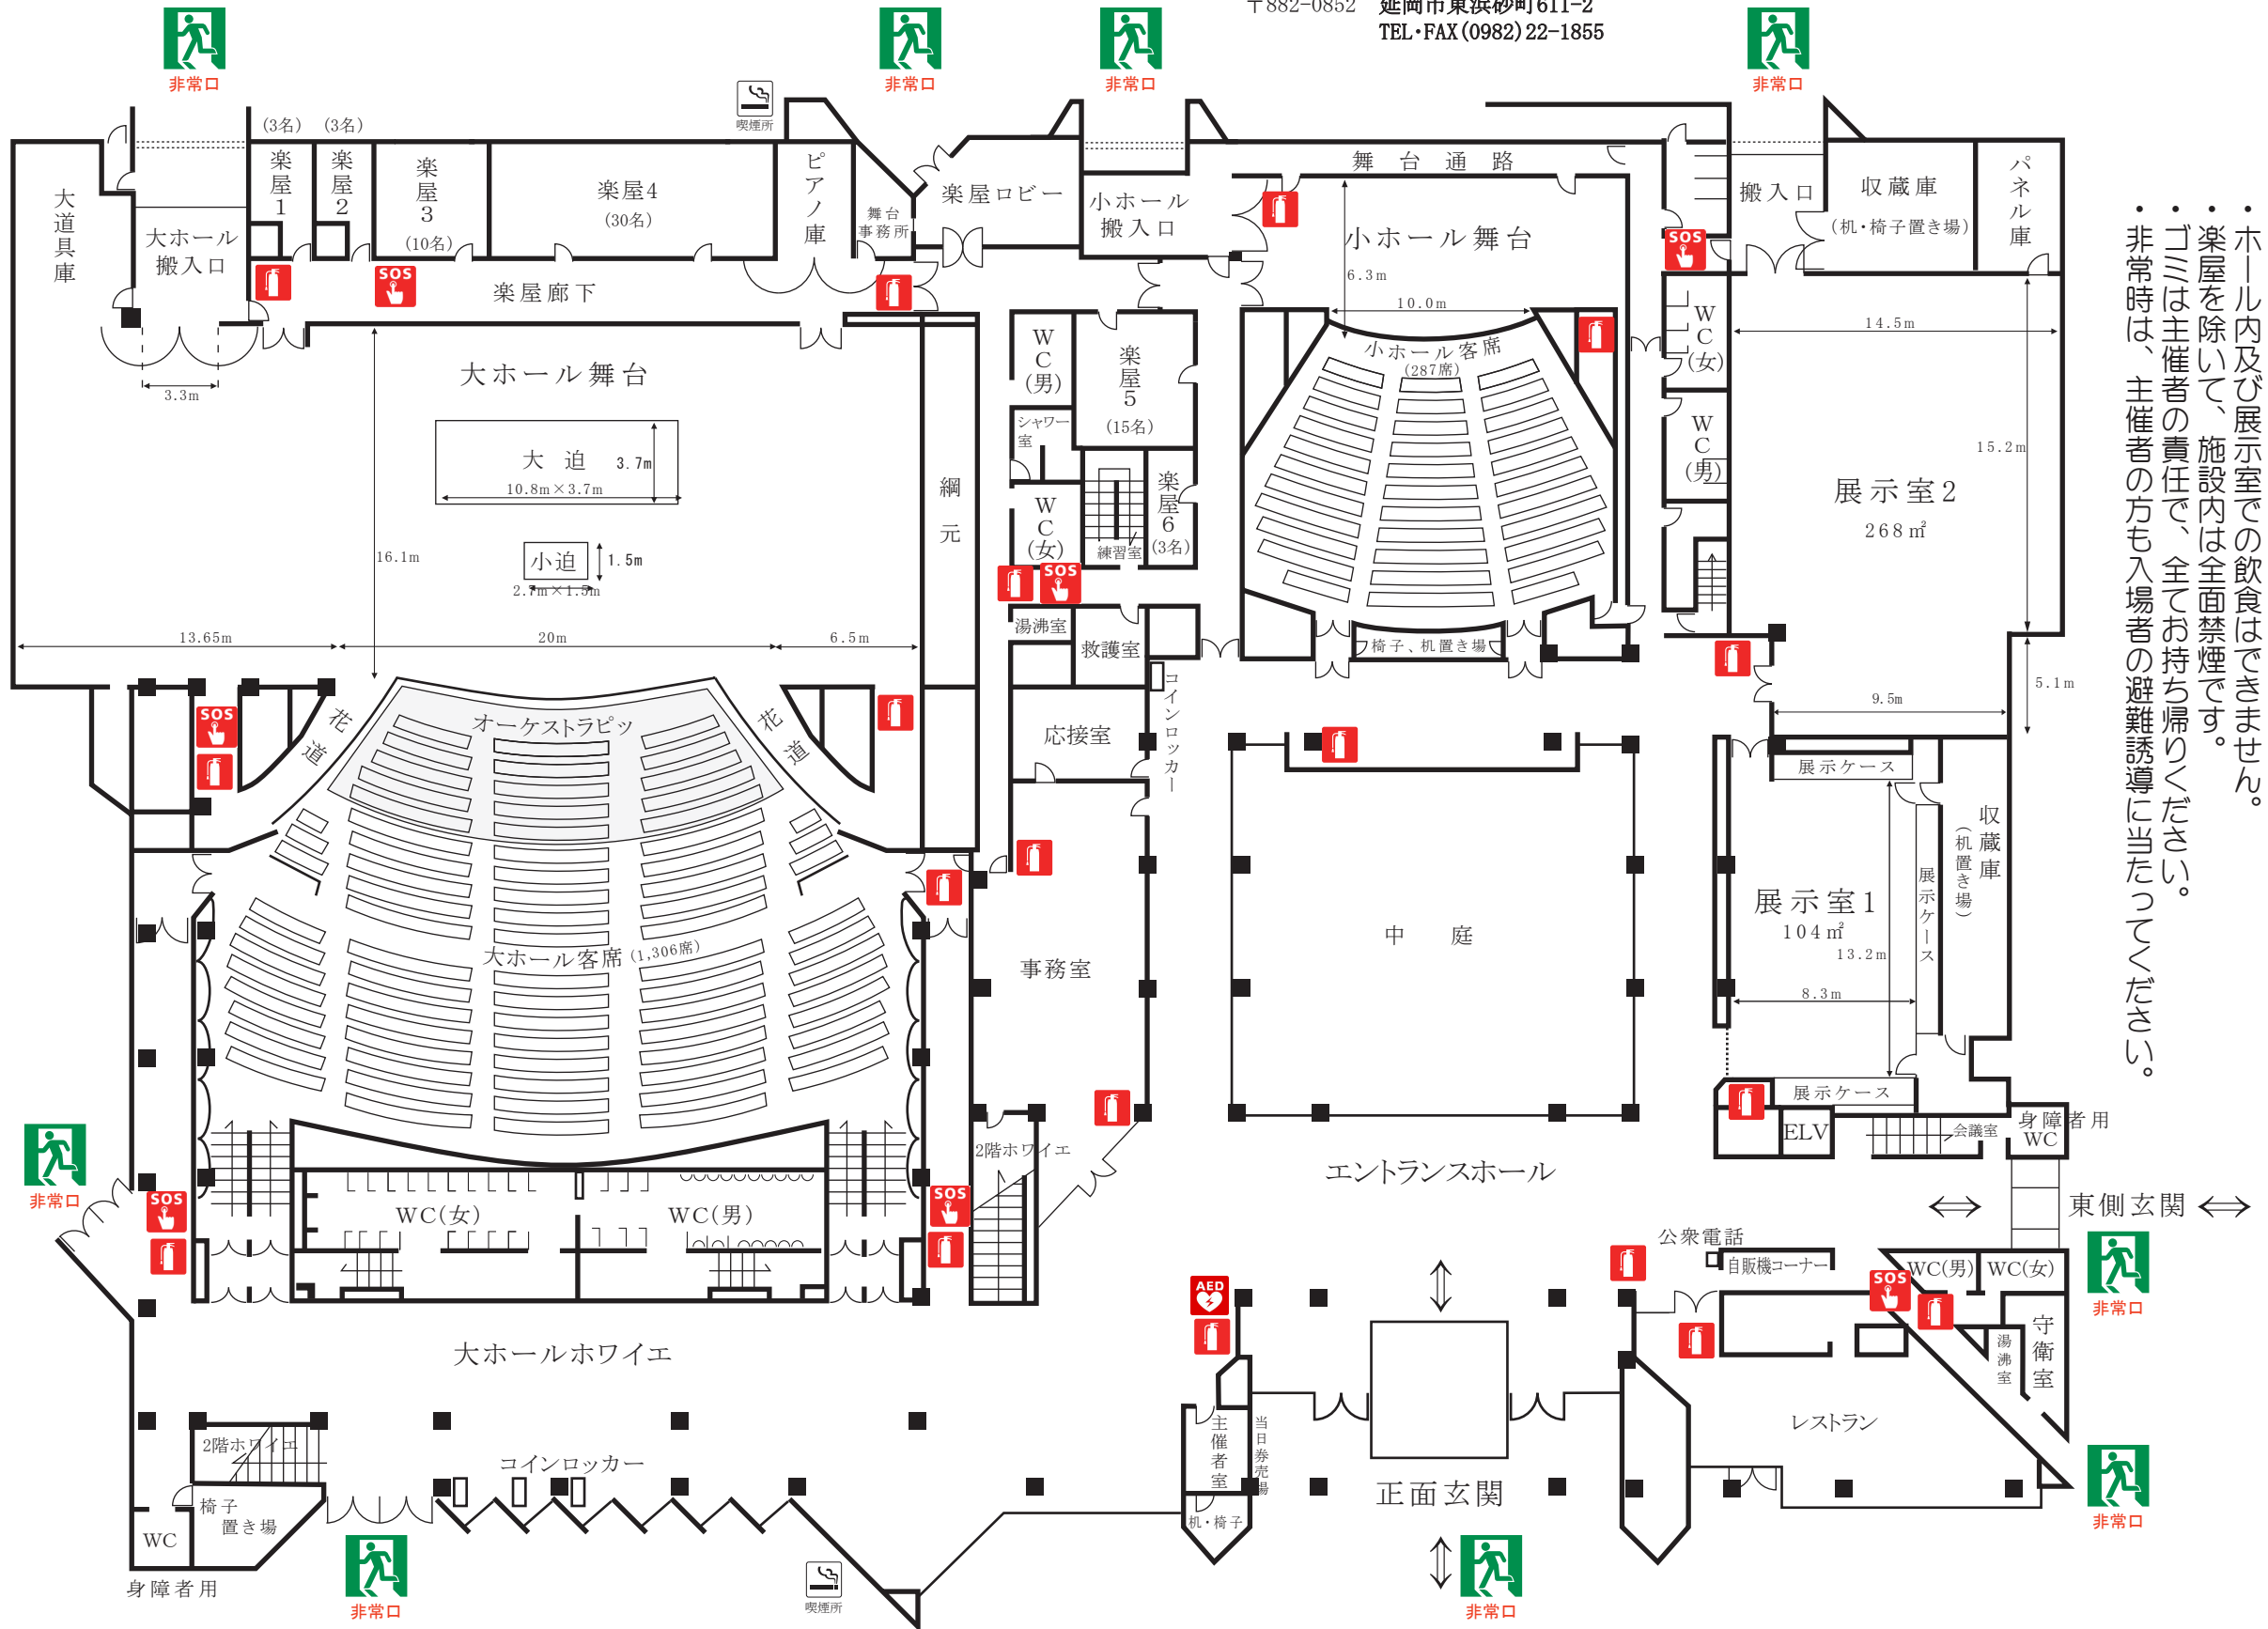 〒882-0852 延岡市東浜砂町611-2
TEL・FAX(0982)22-1855
非常口
非常口
非常口
非常口
喫煙所
(3名)
(3名)
大道具庫
大ホール
搬入口
楽屋1
楽屋2
楽屋3
(10名)
楽屋4
(30名)
ピアノ庫
舞台
事務所
楽屋ロビー
小ホール
搬入口
舞台通路
小ホール舞台
6.3m
10.0m
搬入口
収蔵庫
(机・椅子置き場)
パネル庫
SOS
SOS
楽屋廊下
3.3m
大ホール舞台
大迫
3.7m
10.8m×3.7m
小迫
1.5m
2.7m×1.5m
16.1m
13.65m
20m
6.5m
綱元
WC(男)
シャワー室
WC(女)
楽屋5
(15名)
楽屋6
(3名)
練習室
SOS
小ホール客席
(287席)
椅子、机置き場
WC(女)
WC(男)
14.5m
15.2m
展示室2
268㎡
5.1m
9.5m
湯沸室
救護室
コインロッカー
応接室
事務室
SOS
花道
オーケストラピッ
花道
大ホール客席(1,306席)
中庭
展示ケース
収蔵庫
(机置き場)
展示ケース
展示室1
104㎡
13.2m
8.3m
展示ケース
ELV
会議室
身障者用
WC
東側玄関
非常口
SOS
SOS
WC(女)
WC(男)
2階ホワイエ
エントランスホール
公衆電話
自販機コーナー
WC(男)
WC(女)
SOS
守衛室
湯沸室
非常口
AED
大ホールホワイエ
主催者室
当日券売場
机・椅子
正面玄関
レストラン
非常口
2階ホワイエ
コインロッカー
椅子
置き場
WC
身障者用
非常口
喫煙所
非常口
・ホール内及び展示室での飲食はできません。
・楽屋を除いて、施設内は全面禁煙です。
・ゴミは主催者の責任で、全てお持ち帰りください。
・非常時は、主催者の方も入場者の避難誘導に当たってください。